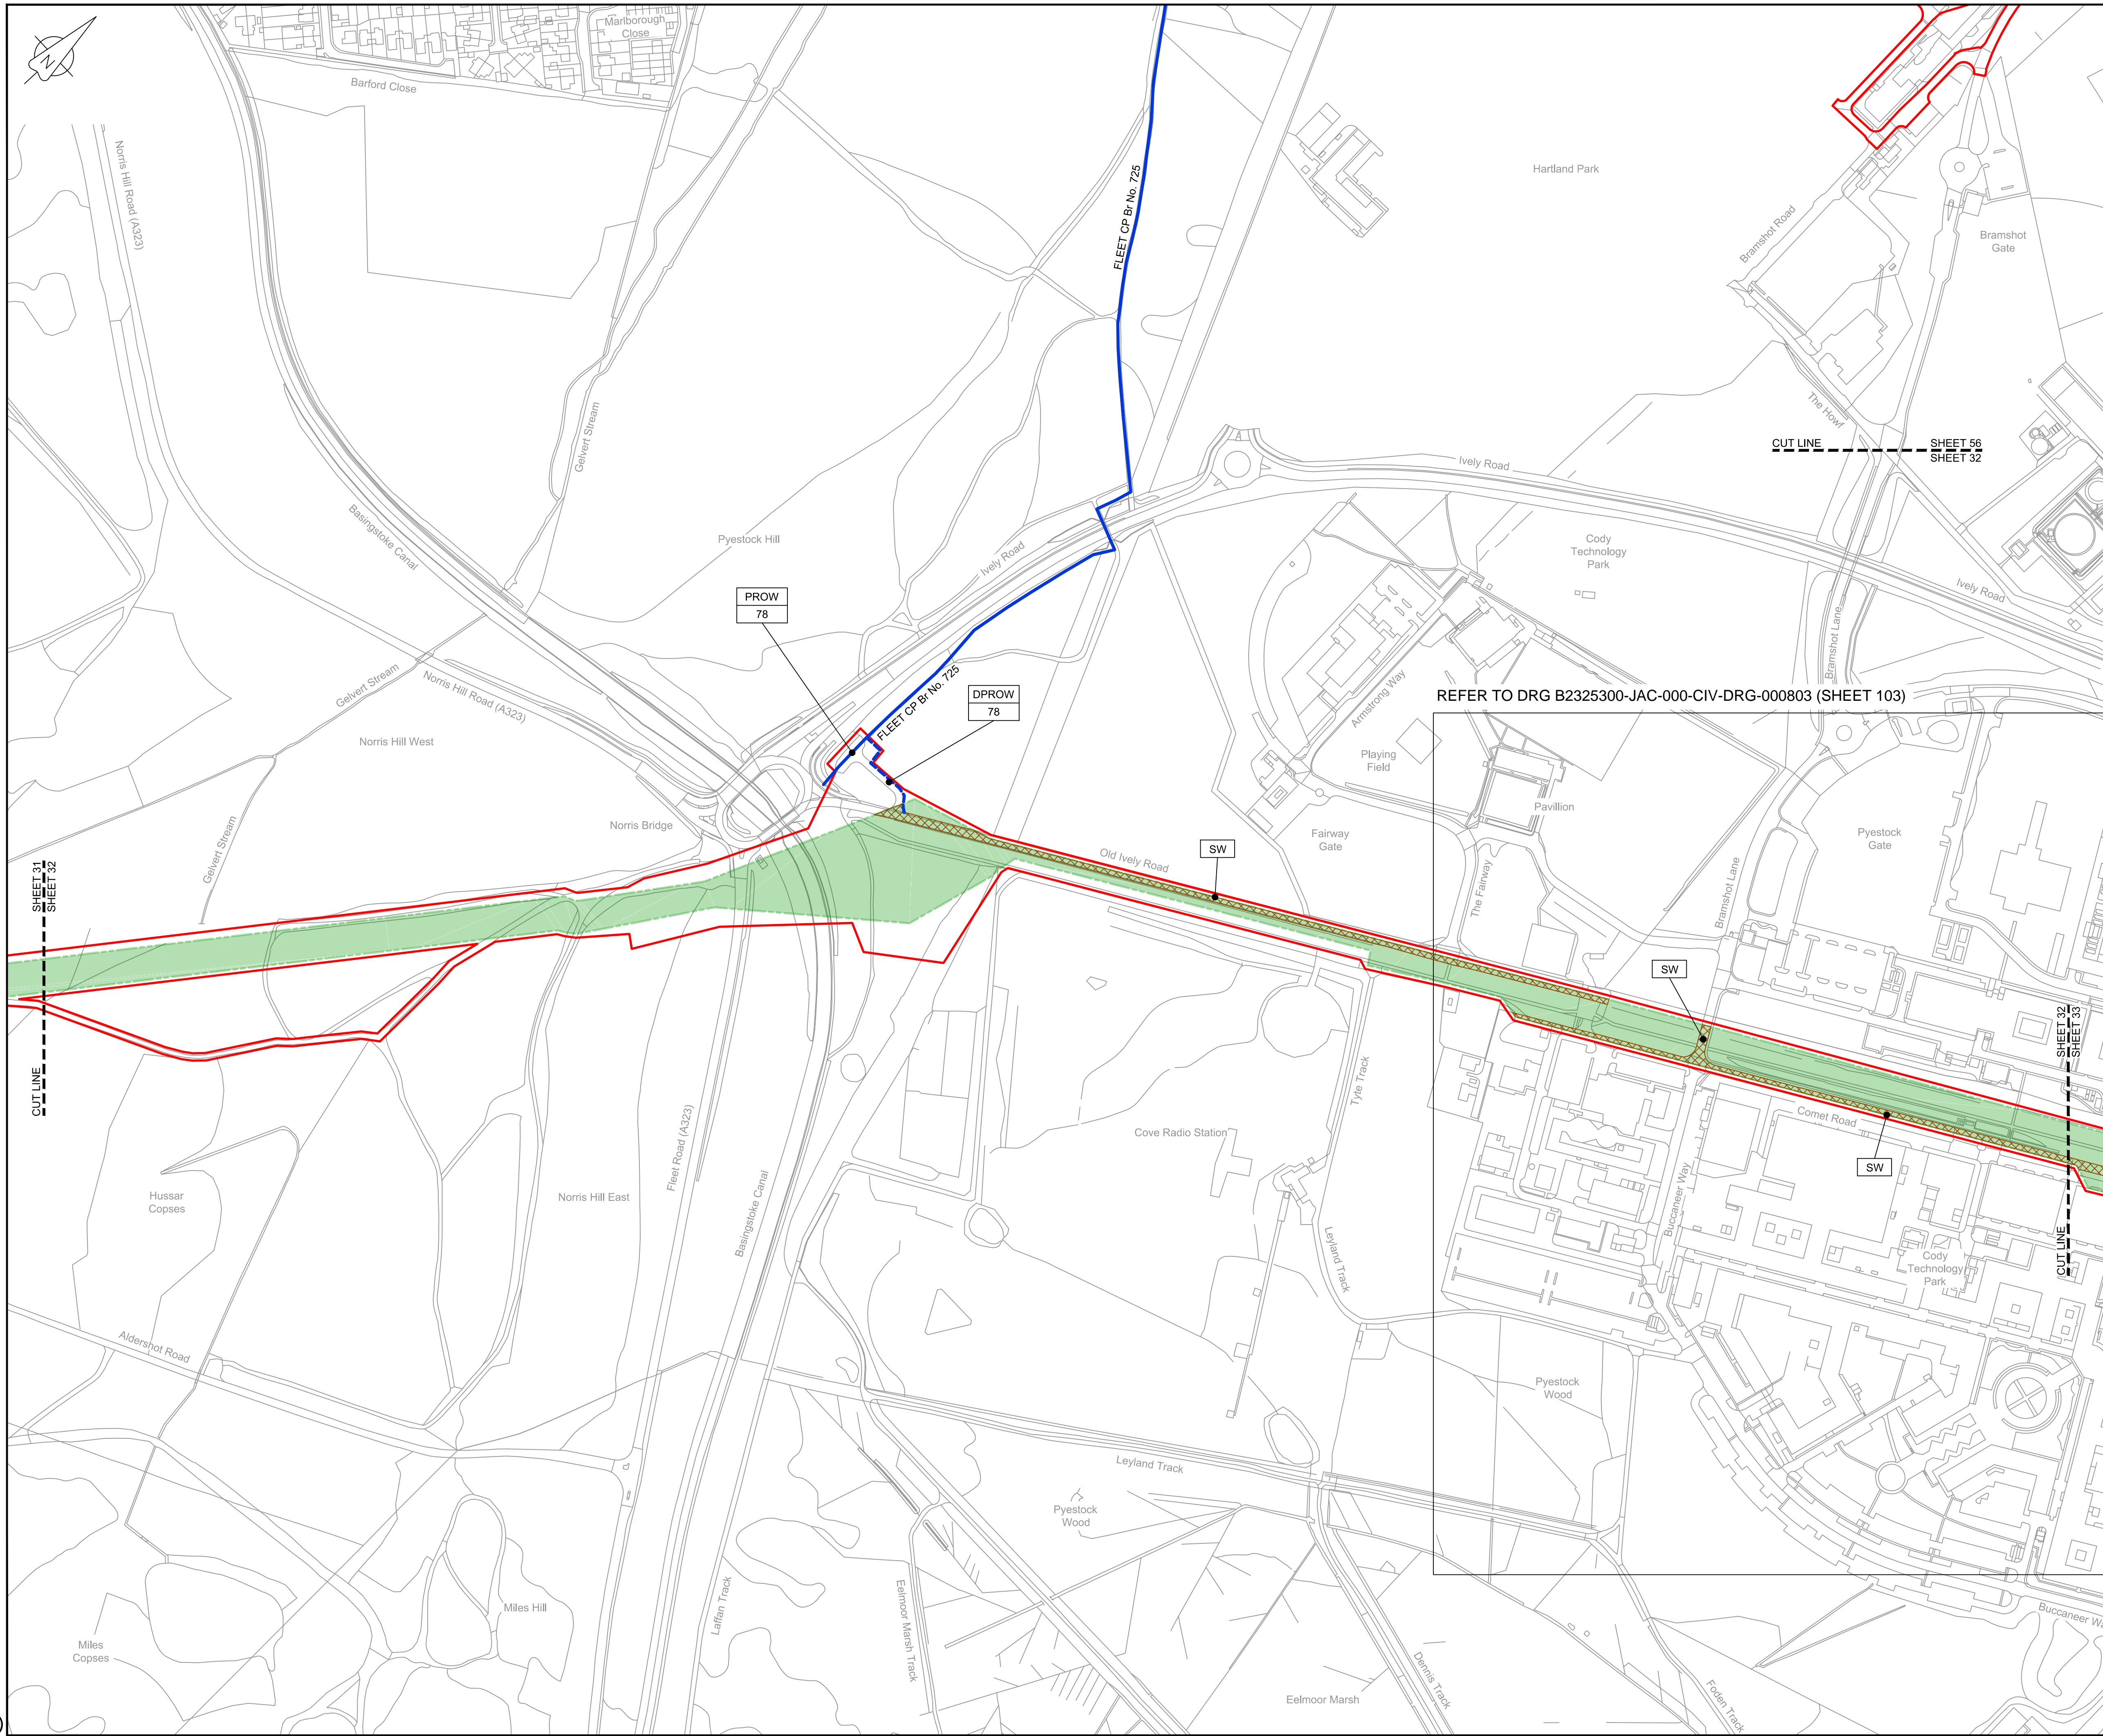 N
Marlborough
Close
Barford Close
Norris Hill Road (A323)
FLEET CP Br No. 725
Hartland Park
Bramshot Road
Bramshot
Gate
The Howf
CUT LINE
SHEET 56
SHEET 32
Gelvert Stream
Basingstoke Canal
Pyestock Hill
Ively Road
Ively Road
Cody
Technology
Park
Ively Road
Bramshot Lane
PROW
78
Gelvert Stream
Norris Hill Road (A323)
FLEET CP Br No. 725
DPROW
78
Armstrong Way
REFER TO DRG B2325300-JAC-000-CIV-DRG-000803 (SHEET 103)
Norris Hill West
Playing
Field
Pavillion
Norris Bridge
Fairway
Gate
Pyestock
Gate
Gelvert Stream
SHEET 31
SHEET 32
CUT LINE
SW
Old Ively Road
The Fairway
Bramshot Lane
SW
SHEET 32
SHEET 33
CUT LINE
Tyte Track
Comet Road
SW
Cove Radio Station
Fleet Road (A323)
Basingstoke Canal
Hussar
Copses
Norris Hill East
Buccaneer Way
Leyland Track
Cody
Technology
Park
Aldershot Road
Pyestock
Wood
Leyland Track
Pyestock
Wood
Laffan Track
Eelmoor Marsh Track
Miles Hill
Miles
Copses
Buccaneer Wa
Dennis Track
Foden Track
Eelmoor Marsh